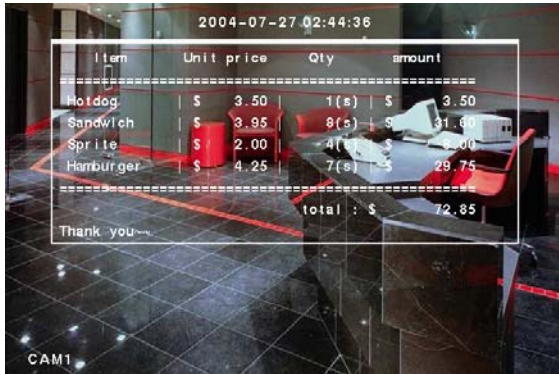 2004-07-27 02:44:36
Item Unit price Qty amount
================================================
Hotdog | $ 3.50 | 1(s) | $ 3.50
Sandwich | $ 3.95 | 8(s) | $ 31.60
Sprite | $ 2.00 | 4(s) | $ 8.00
Hamburger | $ 4.25 | 7(s) | $ 29.75
================================================
total : $ 72.85
Thank you~~
CAM1